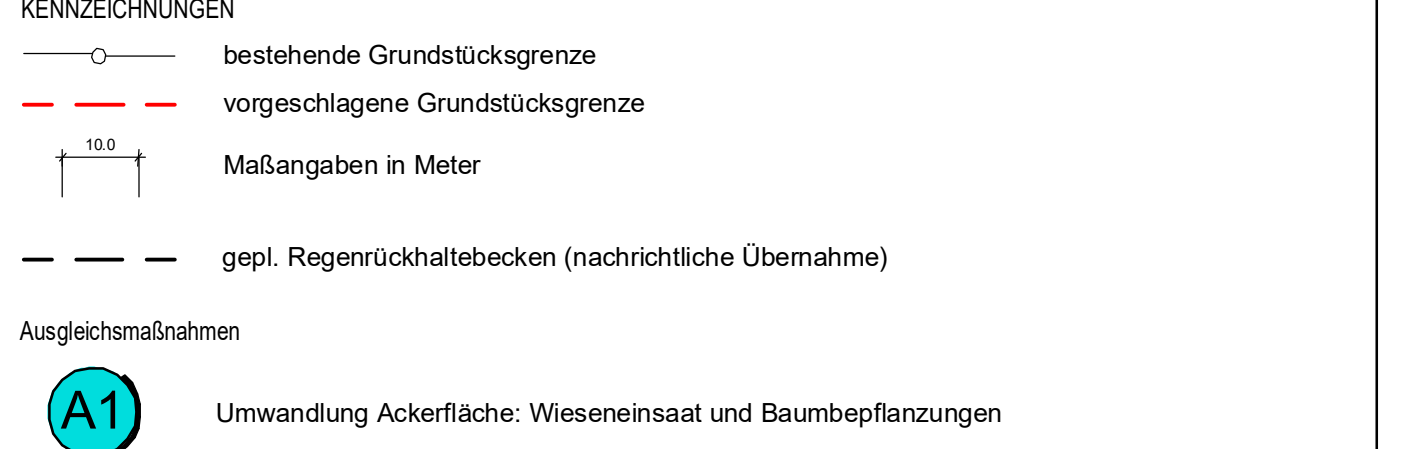 KENNZEICHNUNGEN
bestehende Grundstücksgrenze
vorgeschlagene Grundstücksgrenze
10.0
Maßangaben in Meter
gepl. Regenrückhaltebecken (nachrichtliche Übernahme)
Ausgleichsmaßnahmen
A1
Umwandlung Ackerfläche: Wieseneinsaat und Baumbepflanzungen